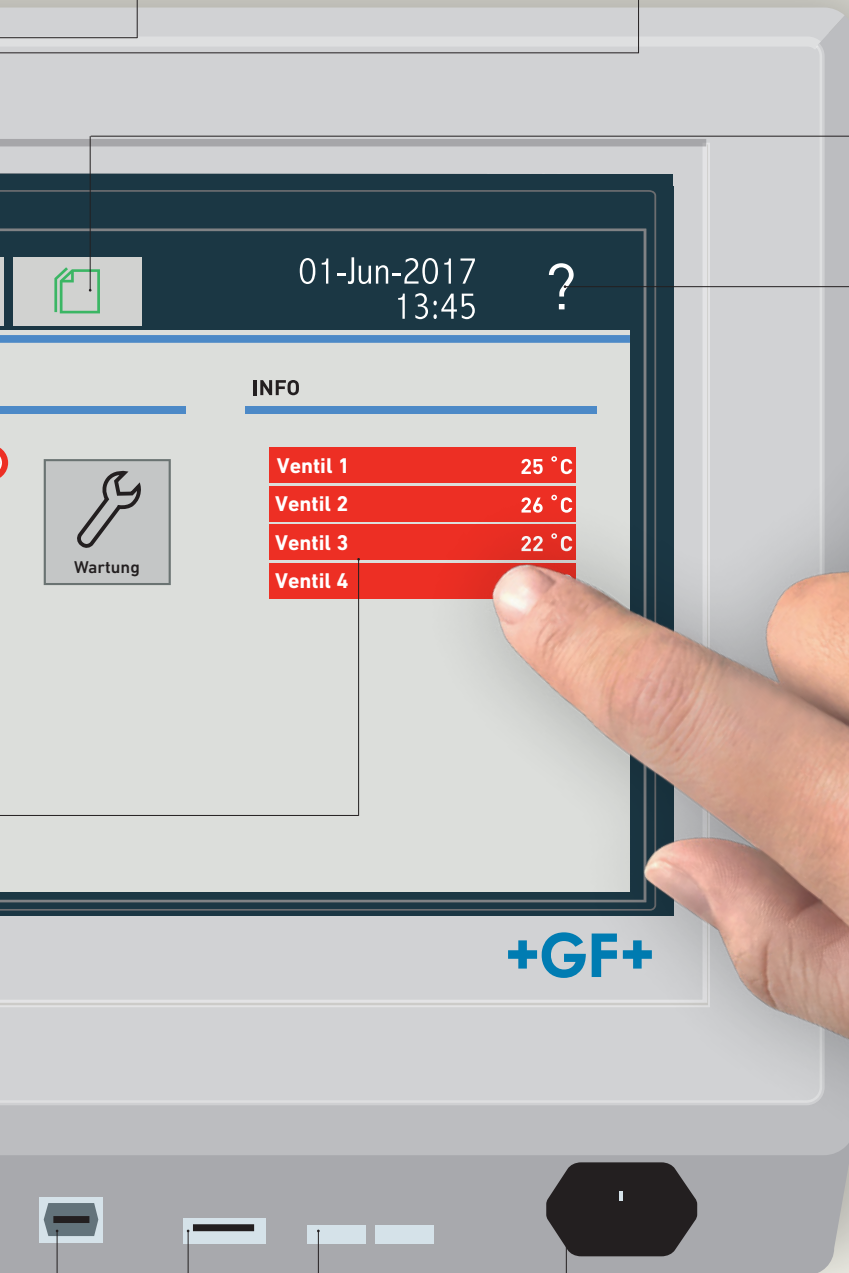 01-Jun-2017
13:45
?
INFO
Ventil 1 25 °C
Ventil 2 26 °C
Ventil 3 22 °C
Ventil 4
Wartung
+GF+